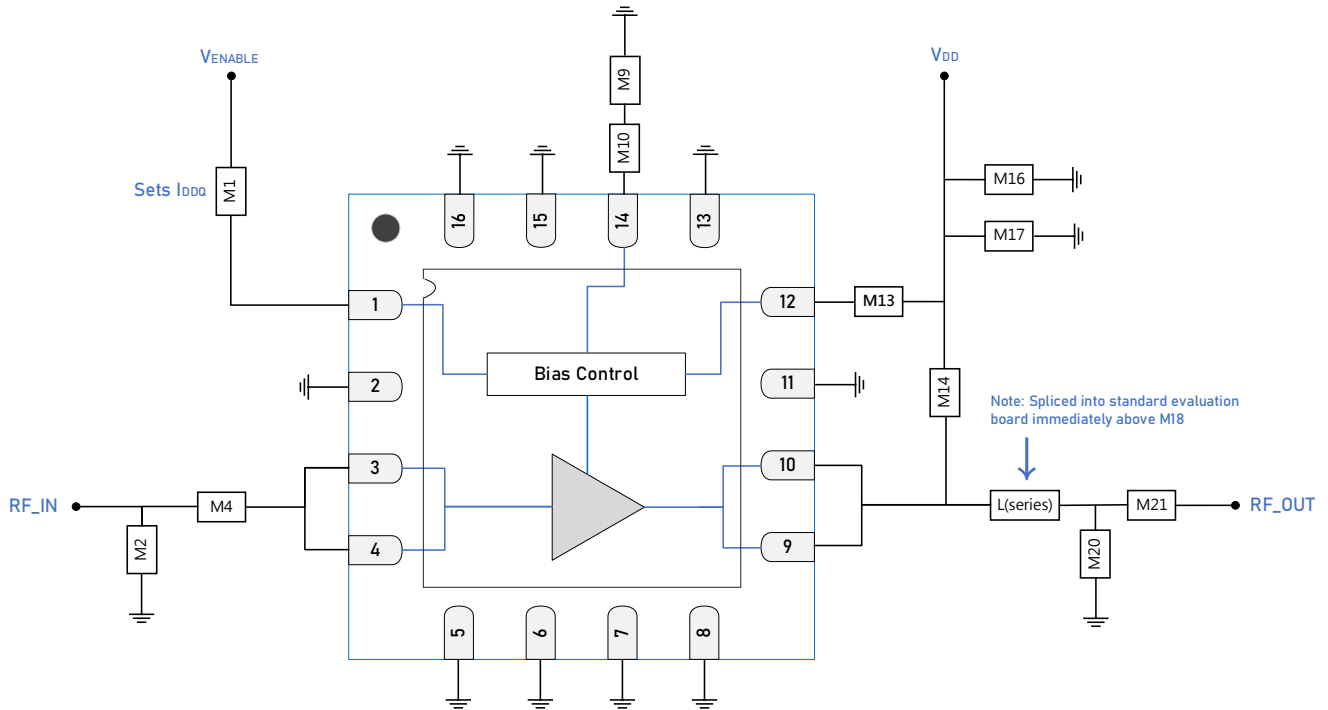 VENABLE
VDD
M9
M10
Sets IDDQ
M1
M16
M17
16
15
14
13
1
12
M13
2
Bias Control
11
M14
Note: Spliced into standard evaluation
board immediately above M18
3
10
RF_IN
M4
L(series)
M21
RF_OUT
M2
4
9
M20
5
6
7
8